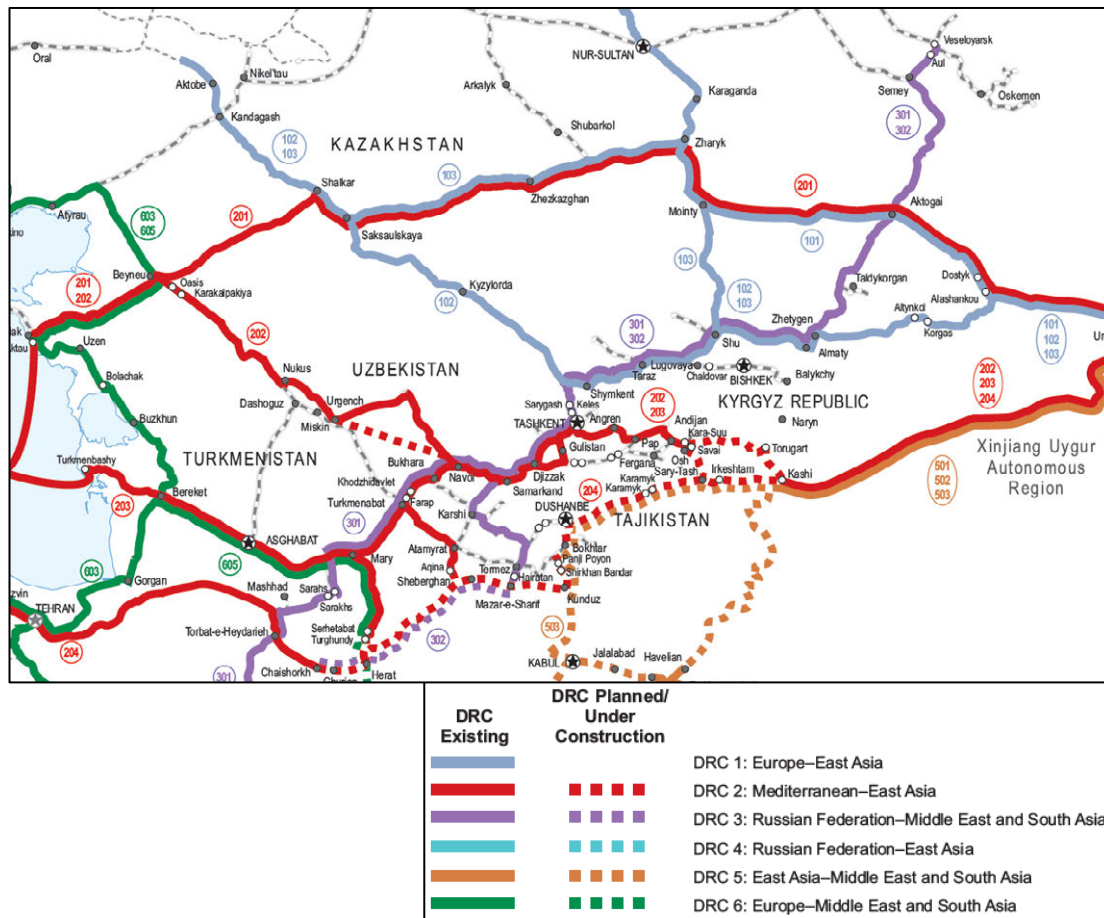 Oral
Nikel'tau
Aktobe
Kandagash
102
103
KAZAKHSTAN
Arkalyk
Shubarkol
NUR-SULTAN
Karaganda
Zharyk
Veseloyarsk
Aul
Semey
Oskemen
301
302
Shalkar
103
Zhezkazghan
Saksaulskaya
201
Mointy
201
101
Aktogai
Atyrau
kino
603
605
201
Beyneu
Oasis
Karakalpakiya
201
202
102
Kyzylorda
103
102
103
Taldykorgan
Dostyk
Alashankou
Altynkol
Korgas
Zhetygen
Almaty
101
102
103
Ur
ak
ktau
Uzen
Bolachak
Buzkhun
202
Nukus
Dashoguz
Urgench
Miskin
UZBEKISTAN
301
302
Shu
Lugovaya
Taraz
Chaldovar
BISHKEK
Balykchy
Shymkent
KYRGYZ REPUBLIC
Naryn
Sarygash
Keles
TASHKENT
Angren
202
203
Andijan
Kara-Suu
Savai
Pap
Gulistan
Fergana
Osh
Sary-Tash
Torugart
Irkeshtam
Kashi
202
203
204
Xinjiang Uygur
Autonomous
Region
501
502
503
Turkmenbashy
TURKMENISTAN
203
Bereket
Bukhara
Khodzhidavlet
Turkmenabat
Farap
Navoi
Djizzak
Samarkand
204
Karamyk
Karamyk
DUSHANBE
TAJIKISTAN
301
Karshi
ASGHABAT
605
Mary
Atamyrat
Aqina
Sheberghan
Termez
Hairatan
Bokhtar
Panji Poyon
Shirkhan Bandar
Kunduz
Mazar-e-Sharif
603
Gorgan
Mashhad
Sarahs
Sarakhs
zvin
TEHRAN
204
Torbat-e-Heydarieh
Serhetabat
Turghundy
302
503
301
Chaishorkh
Herat
KABUL
Jalalabad
Havelian
DRC
Existing
DRC Planned/
Under
Construction
DRC 1: Europe–East Asia
DRC 2: Mediterranean–East Asia
DRC 3: Russian Federation–Middle East and South Asia
DRC 4: Russian Federation–East Asia
DRC 5: East Asia–Middle East and South Asia
DRC 6: Europe–Middle East and South Asia